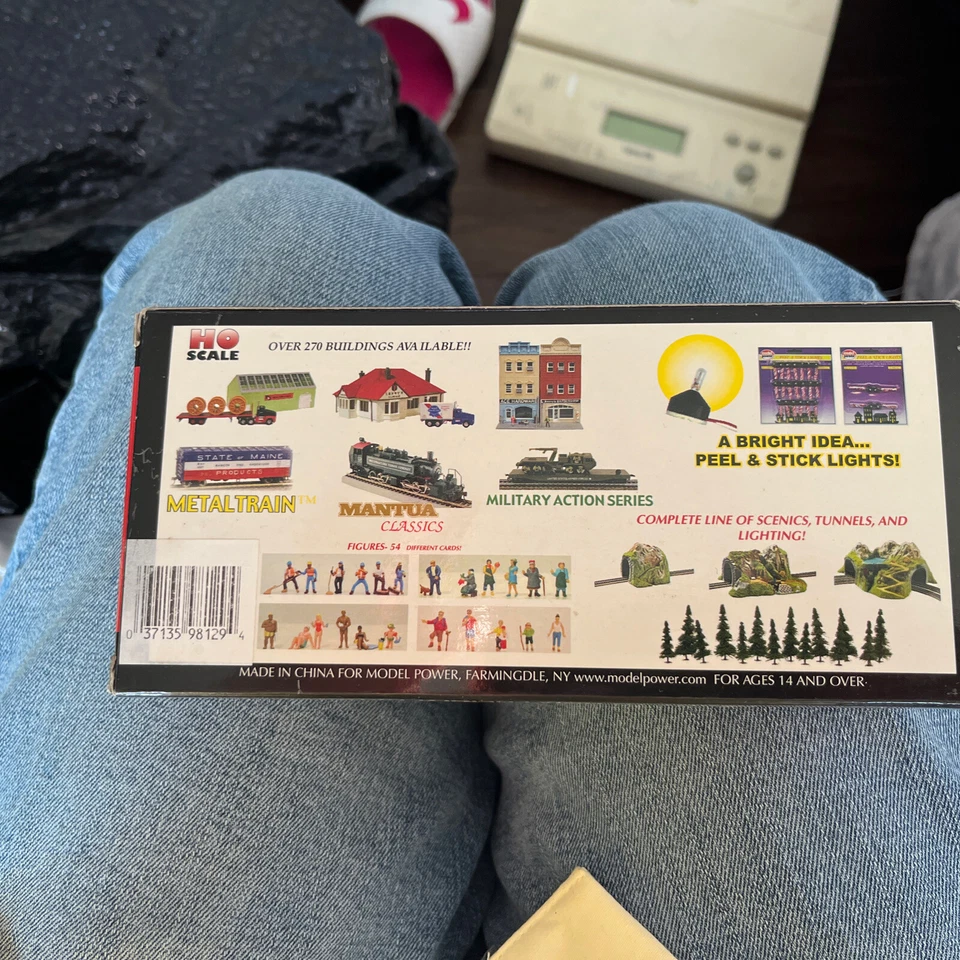 HO
SCALE
OVER 270 BUILDINGS AVAILABLE!!
STATE OF MAINE
PRODUCTS
METALTRAIN™
MANTUA
CLASSICS
MILITARY ACTION SERIES
A BRIGHT IDEA...
PEEL & STICK LIGHTS!
COMPLETE LINE OF SCENICS, TUNNELS, AND
LIGHTING!
FIGURES- 54 DIFFERENT CARDS!
0 37135 98129 4
MADE IN CHINA FOR MODEL POWER, FARMINGDLE, NY www.modelpower.com FOR AGES 14 AND OVER